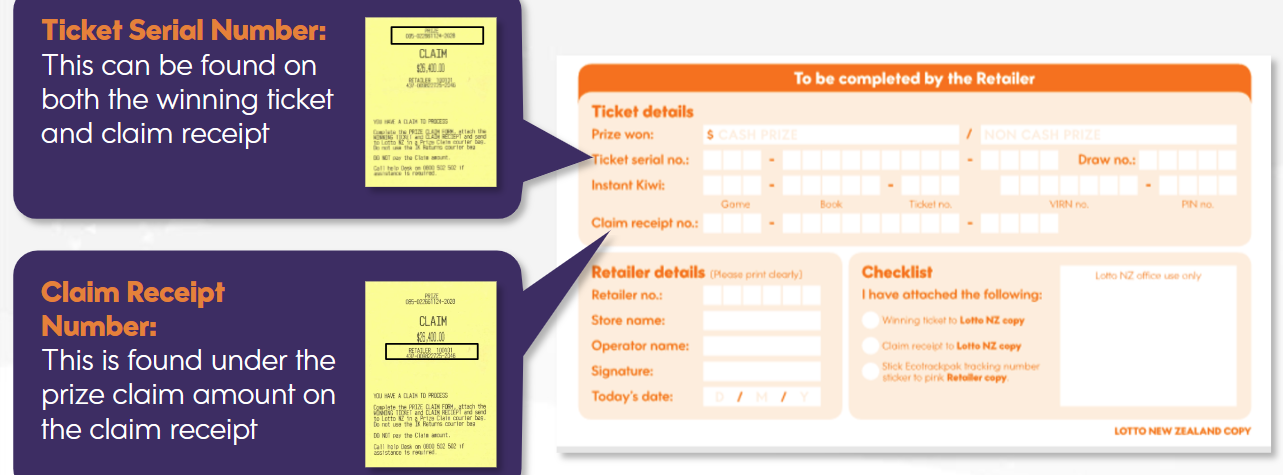 Ticket Serial Number:
This can be found on
both the winning ticket
and claim receipt
PRIZE
CLAIM
$26,400.00
RETAILER 100101
YOU HAVE A CLAIM TO PROCESS
Complete the PRIZE CLAIM FORM, attach the
WINNING TICKET and CLAIM RECEIPT and send
to Lotto NZ in a Prize Claim courier bag.
Do not use the IK Returns courier bag
DO NOT pay the Claim amount.
Call help Desk on 0800 502 502 if
assistance is required.
Claim Receipt
Number:
This is found under the
prize claim amount on
the claim receipt
PRIZE
CLAIM
$26,400.00
RETAILER 100101
YOU HAVE A CLAIM TO PROCESS
Complete the PRIZE CLAIM FORM, attach the
WINNING TICKET and CLAIM RECEIPT and send
to Lotto NZ in a Prize Claim courier bag.
Do not use the IK Returns courier bag
DO NOT pay the Claim amount.
Call help Desk on 0800 502 502 if
assistance is required.
To be completed by the Retailer
Ticket details
Prize won: $ CASH PRIZE / NON CASH PRIZE
Ticket serial no.: - - Draw no.:
Instant Kiwi: - - -
Game Book Ticket no. VIRN no. PIN no.
Claim receipt no.: - -
Retailer details (Please print clearly)
Retailer no.:
Store name:
Operator name:
Signature:
Today's date: D / M / Y
Checklist
I have attached the following:
Winning ticket to Lotto NZ copy
Claim receipt to Lotto NZ copy
Stick Ecotrackpak tracking number
sticker to pink Retailer copy.
Lotto NZ office use only
LOTTO NEW ZEALAND COPY